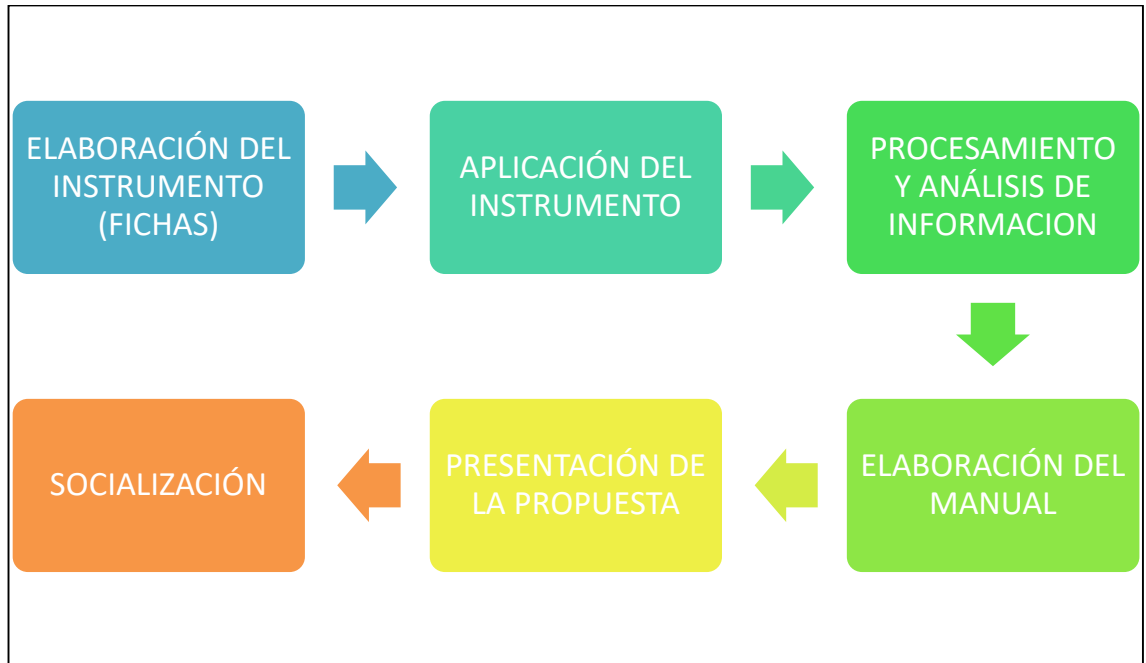 ELABORACIÓN DEL
INSTRUMENTO
(FICHAS)
APLICACIÓN DEL
INSTRUMENTO
PROCESAMIENTO
Y ANÁLISIS DE
INFORMACION
ELABORACIÓN DEL
MANUAL
PRESENTACIÓN DE
LA PROPUESTA
SOCIALIZACIÓN